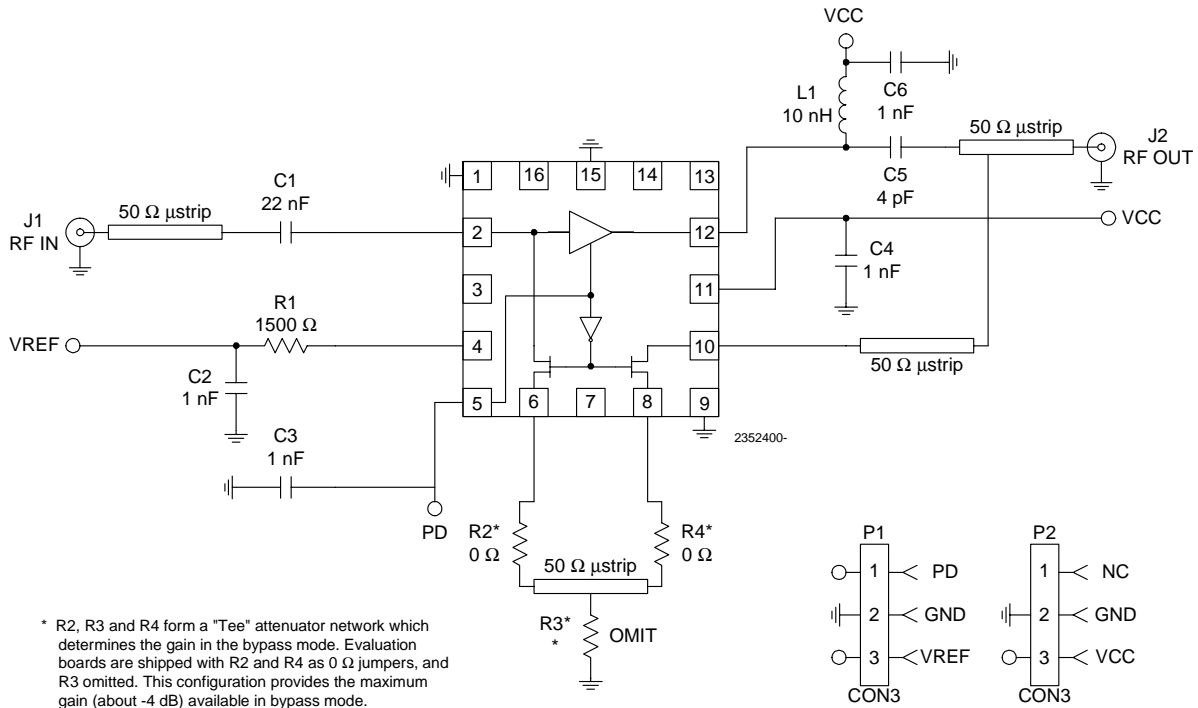 VCC
C6
1 nF
L1
10 nH
50 Ω µstrip
J2
RF OUT
C5
4 pF
1
16
15
14
13
C1
22 nF
J1
RF IN
50 Ω µstrip
2
12
VCC
C4
1 nF
3
11
R1
1500 Ω
VREF
4
10
50 Ω µstrip
C2
1 nF
5
6
7
8
9
2352400-
C3
1 nF
PD
R2*
0 Ω
R4*
0 Ω
50 Ω µstrip
R3*
*
OMIT
P1
1
PD
2
GND
3
VREF
CON3
P2
1
NC
2
GND
3
VCC
CON3
* R2, R3 and R4 form a "Tee" attenuator network which
determines the gain in the bypass mode. Evaluation
boards are shipped with R2 and R4 as 0 Ω jumpers, and
R3 omitted. This configuration provides the maximum
gain (about -4 dB) available in bypass mode.